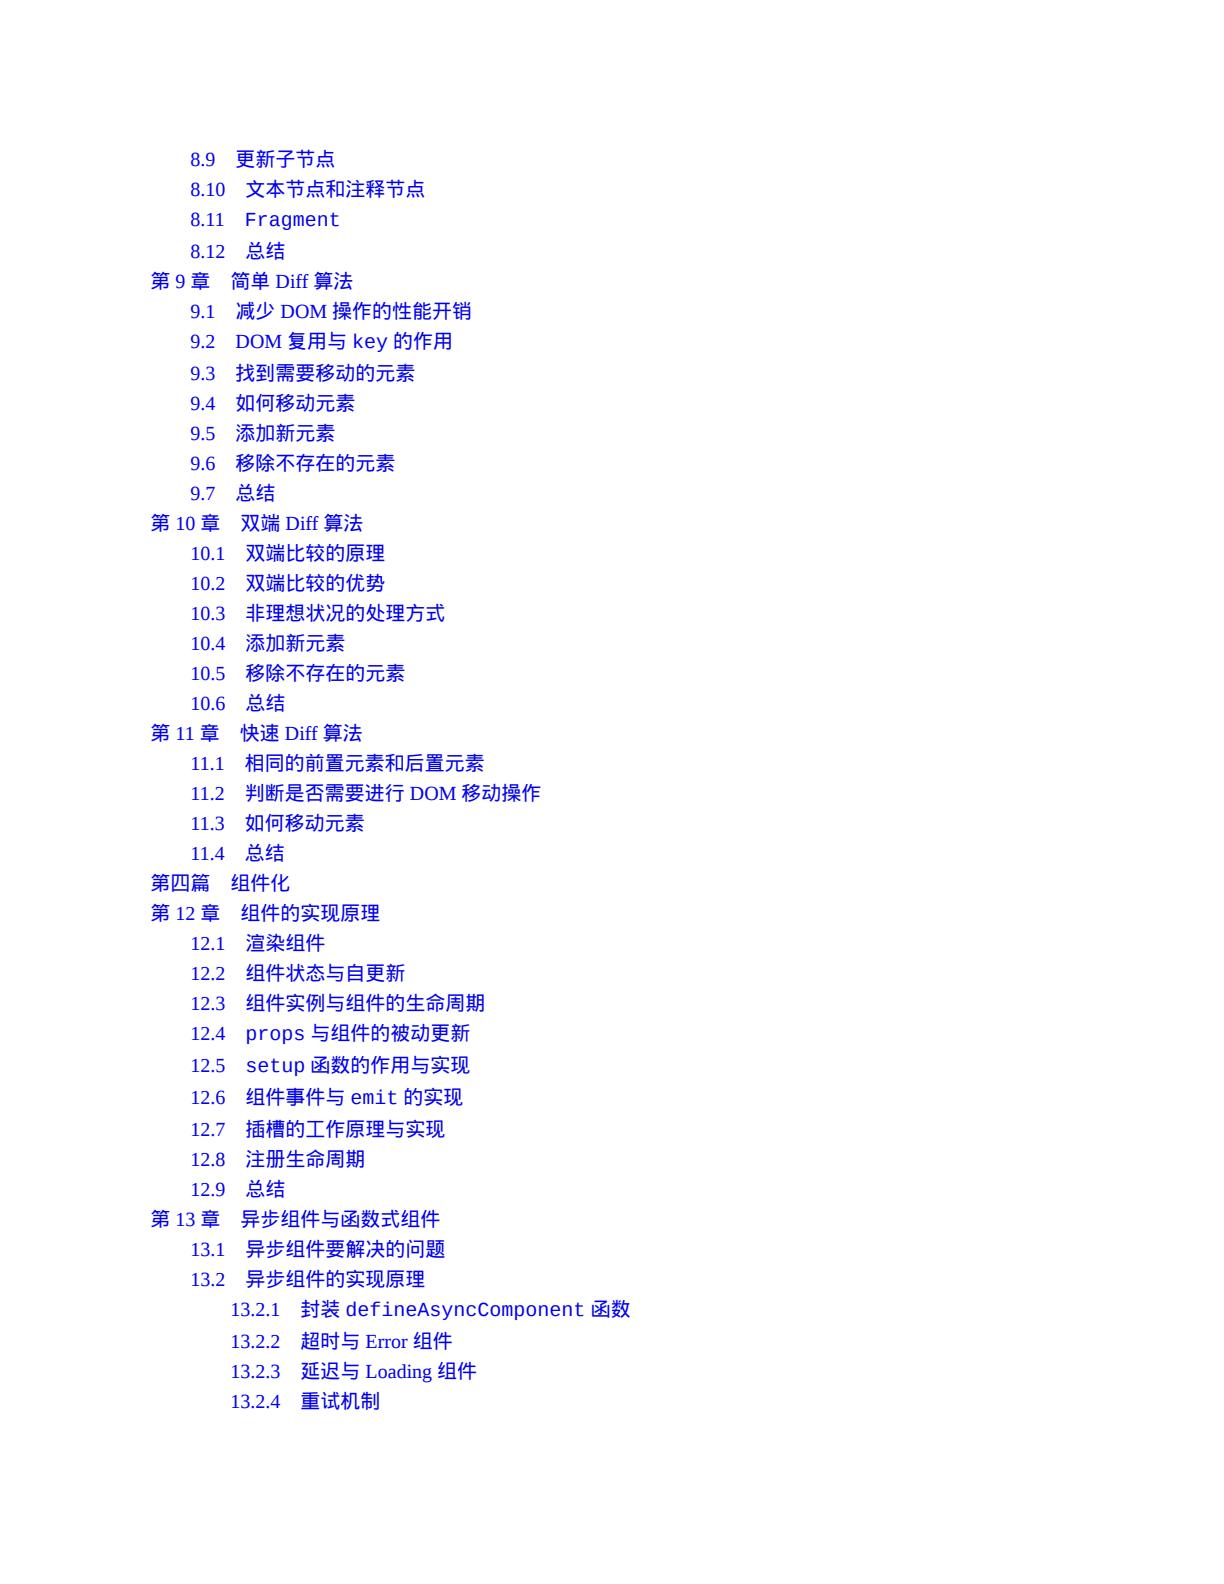 8.9 更新子节点
8.10 文本节点和注释节点
8.11 Fragment
8.12 总结
第 9 章 简单 Diff 算法
9.1 减少 DOM 操作的性能开销
9.2 DOM 复用与 key 的作用
9.3 找到需要移动的元素
9.4 如何移动元素
9.5 添加新元素
9.6 移除不存在的元素
9.7 总结
第 10 章 双端 Diff 算法
10.1 双端比较的原理
10.2 双端比较的优势
10.3 非理想状况的处理方式
10.4 添加新元素
10.5 移除不存在的元素
10.6 总结
第 11 章 快速 Diff 算法
11.1 相同的前置元素和后置元素
11.2 判断是否需要进行 DOM 移动操作
11.3 如何移动元素
11.4 总结
第四篇 组件化
第 12 章 组件的实现原理
12.1 渲染组件
12.2 组件状态与自更新
12.3 组件实例与组件的生命周期
12.4 props 与组件的被动更新
12.5 setup 函数的作用与实现
12.6 组件事件与 emit 的实现
12.7 插槽的工作原理与实现
12.8 注册生命周期
12.9 总结
第 13 章 异步组件与函数式组件
13.1 异步组件要解决的问题
13.2 异步组件的实现原理
13.2.1 封装 defineAsyncComponent 函数
13.2.2 超时与 Error 组件
13.2.3 延迟与 Loading 组件
13.2.4 重试机制